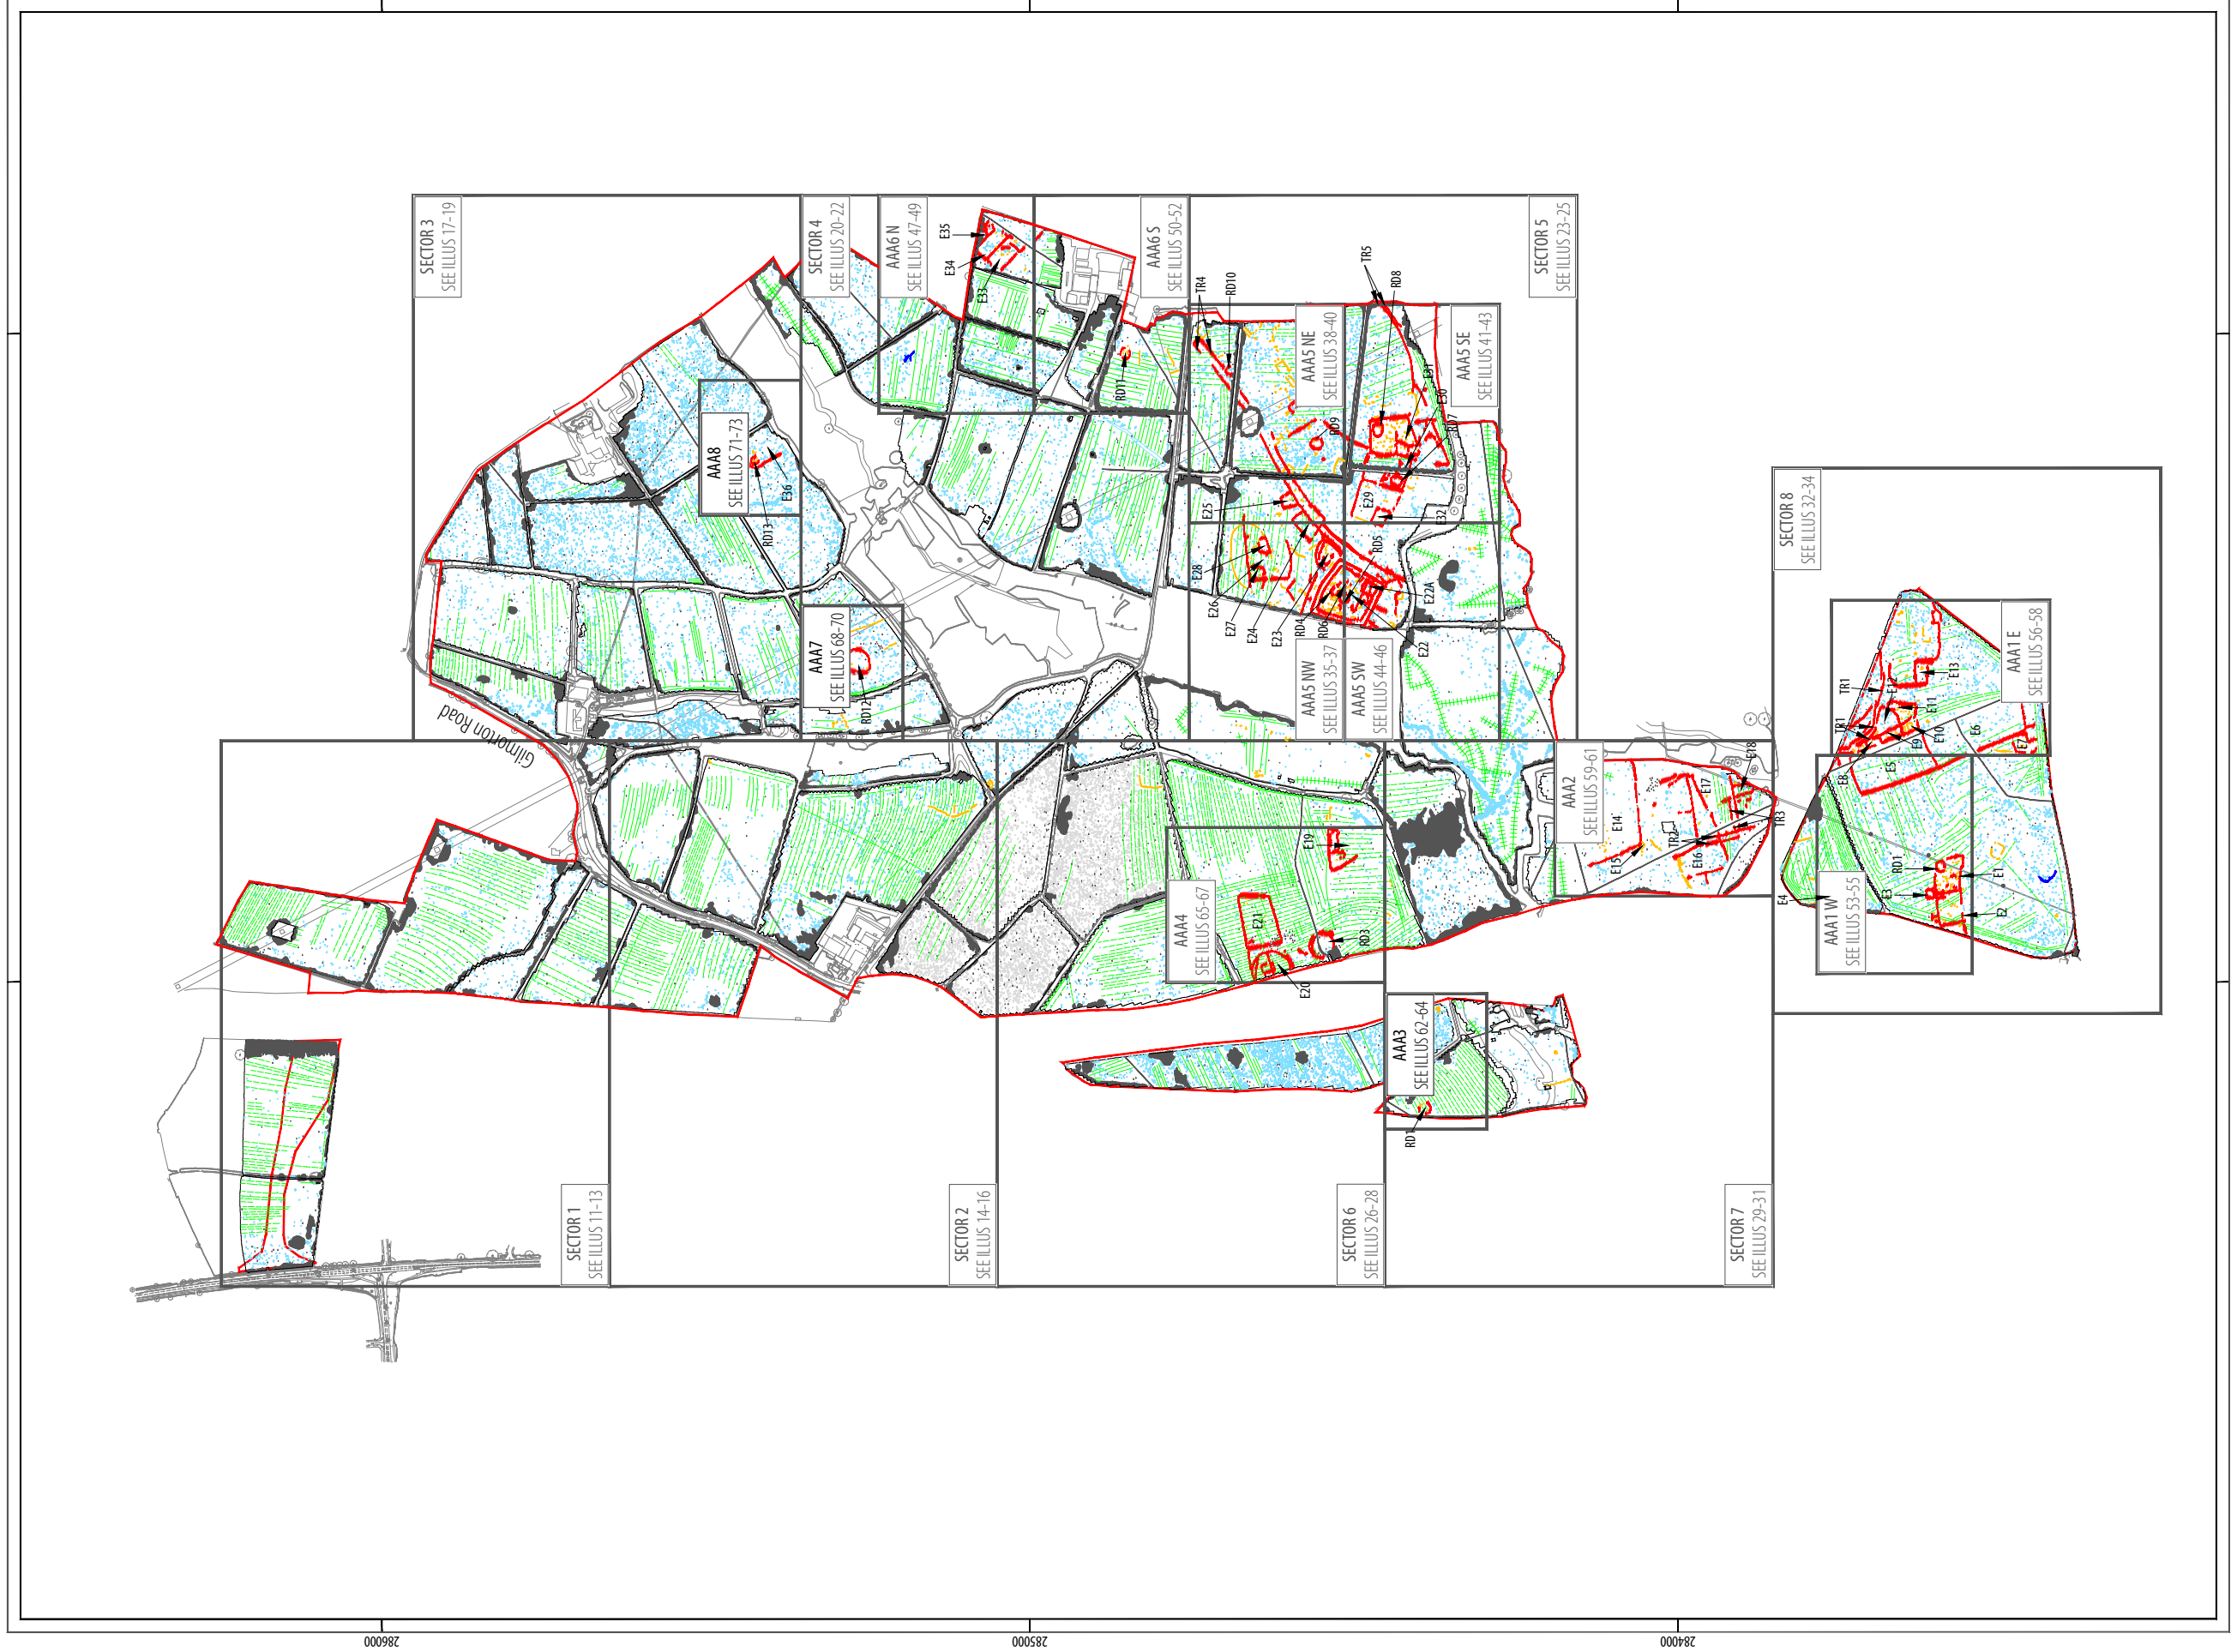 SECTOR 3
SEE ILLUS 17-19
SECTOR 4
SEE ILLUS 20-22
AAA6 N
SEE ILLUS 47-49
AAA6 S
SEE ILLUS 50-52
SECTOR 5
SEE ILLUS 23-25
E35
E34
E33
TR4
RD10
TR5
RD8
AAA5 NE
SEE ILLUS 38-40
AAA5 SE
SEE ILLUS 41-43
RD11
E31
E30
RD7
RD9
AAA8
SEE ILLUS 71-73
E36
RD13
E25
E29
E32
E28
E26
E27
E24
E23
RD4
RD6
RD5
E22A
E22
AAA7
SEE ILLUS 68-70
RD12
AAA5 NW
SEE ILLUS 35-37
AAA5 SW
SEE ILLUS 44-46
Gilmorton Road
SECTOR 8
SEE ILLUS 32-34
AAA1 E
SEE ILLUS 56-58
TR1
TR1
E13
E11
E10
E9
E8
E5
E6
E7
AAA2
SEE ILLUS 59-61
E18
E17
E14
E15
TR2
E16
TR3
E19
AAA4
SEE ILLUS 65-67
E21
E20
RD3
E4
AAA1 W
SEE ILLUS 53-55
RD1
E3
E1
E2
AAA3
SEE ILLUS 62-64
RD1
SECTOR 1
SEE ILLUS 11-13
SECTOR 2
SEE ILLUS 14-16
SECTOR 6
SEE ILLUS 26-28
SECTOR 7
SEE ILLUS 29-31
286000
285000
284000